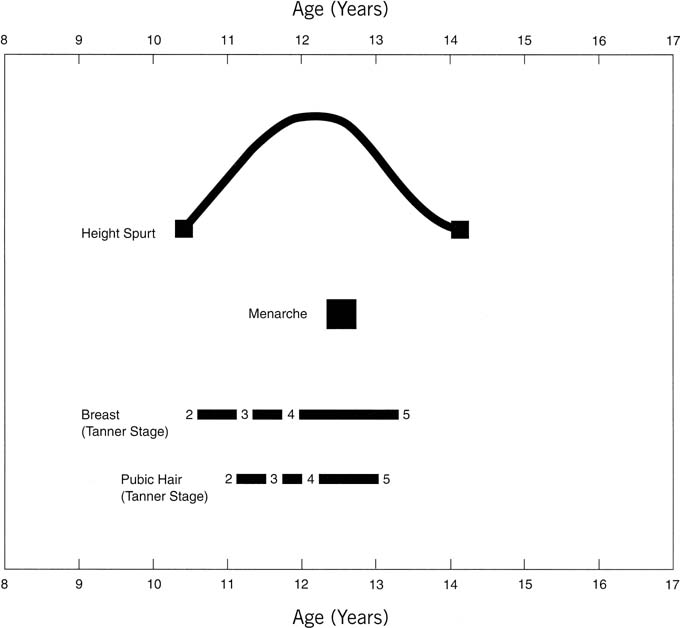 Age (Years)
8 9 10 11 12 13 14 15 16 17
Height Spurt
Menarche
Breast 2 3 4 5
(Tanner Stage)
Pubic Hair 2 3 4 5
(Tanner Stage)
8 9 10 11 12 13 14 15 16 17
Age (Years)